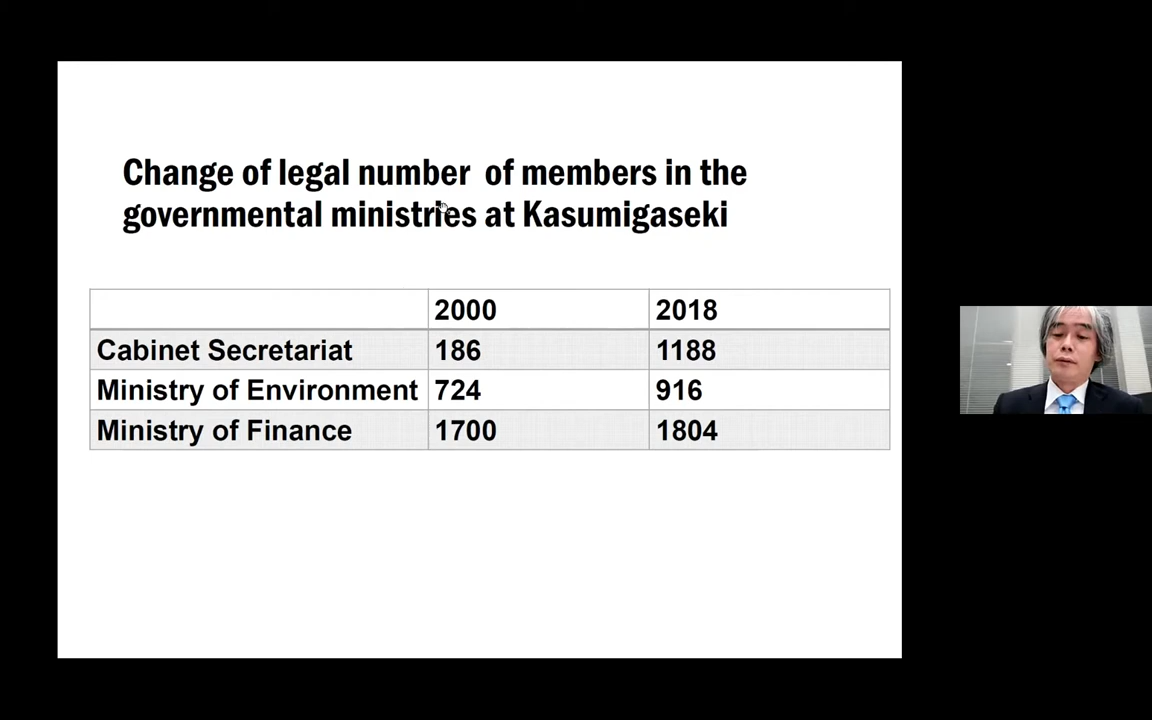 Change of legal number of members in the
governmental ministries at Kasumigaseki
2000 2018
Cabinet Secretariat 186 1188
Ministry of Environment 724 916
Ministry of Finance 1700 1804